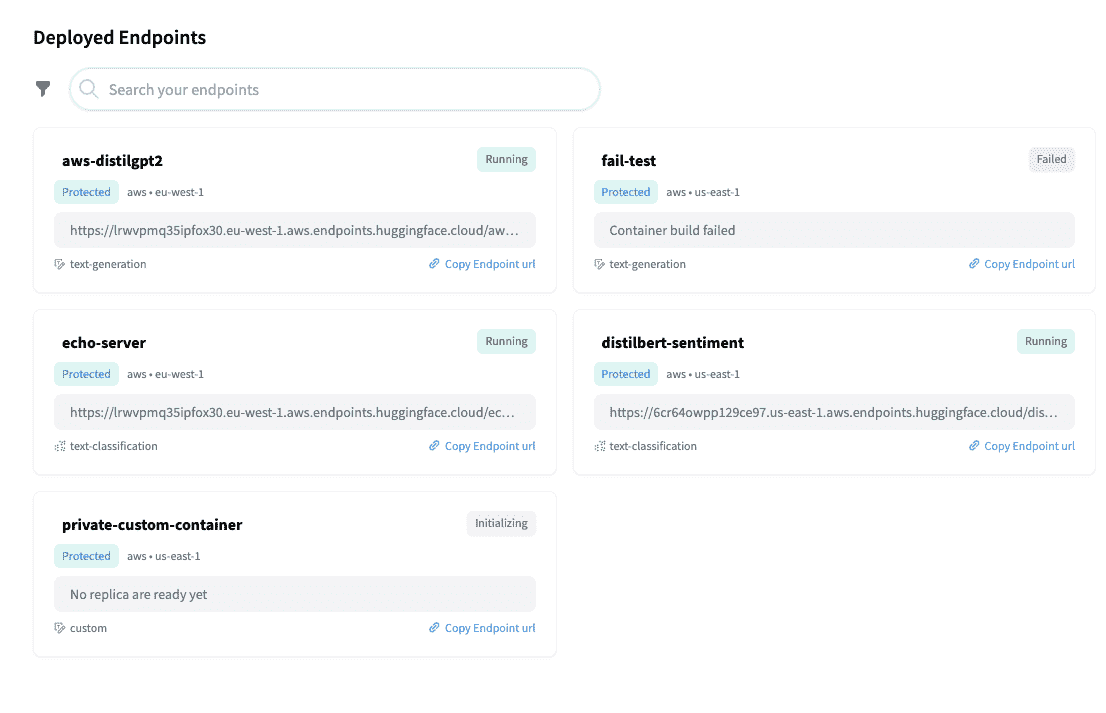 Deployed Endpoints
Search your endpoints
aws-distilgpt2
Running
Protected aws • eu-west-1
https://lrwvpmq35ipfox30.eu-west-1.aws.endpoints.huggingface.cloud/aw...
text-generation Copy Endpoint url
fail-test
Failed
Protected aws • us-east-1
Container build failed
text-generation Copy Endpoint url
echo-server
Running
Protected aws • eu-west-1
https://lrwvpmq35ipfox30.eu-west-1.aws.endpoints.huggingface.cloud/ec...
text-classification Copy Endpoint url
distilbert-sentiment
Running
Protected aws • us-east-1
https://6cr64owpp129ce97.us-east-1.aws.endpoints.huggingface.cloud/dis...
text-classification Copy Endpoint url
private-custom-container
Initializing
Protected aws • us-east-1
No replica are ready yet
custom Copy Endpoint url